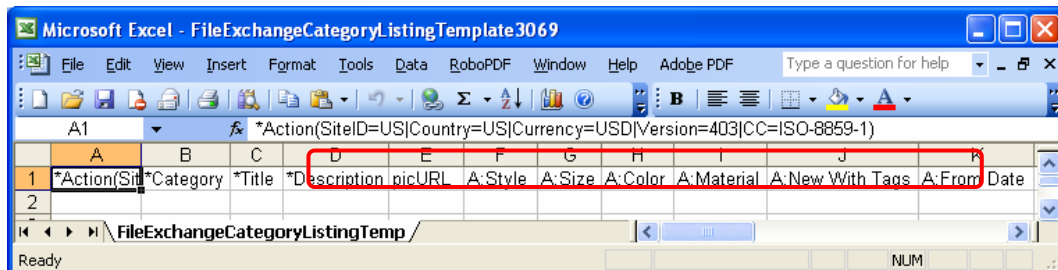 Microsoft Excel - FileExchangeCategoryListingTemplate3069
File Edit View Insert Format Tools Data RoboPDF Window Help Adobe PDF Type a question for help
Σ B A
A1 fx *Action(SiteID=US|Country=US|Currency=USD|Version=403|CC=ISO-8859-1)
A B C D E F G H I J K
1 *Action(Sit *Category *Title *Description picURL A:Style A:Size A:Color A:Material A:New With Tags A:From Date
2
FileExchangeCategoryListingTemp
Ready NUM